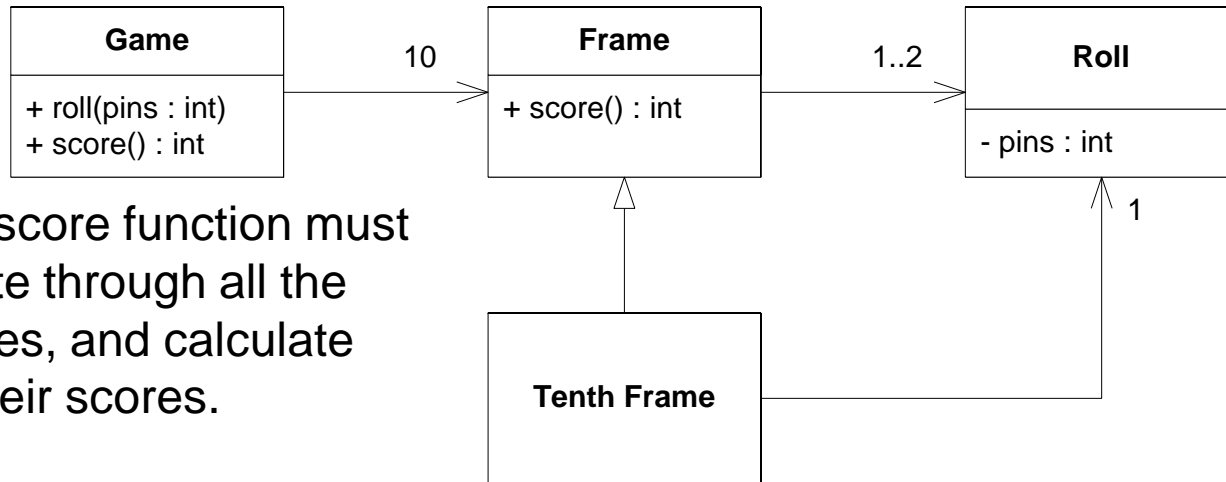 Game
10
Frame
1..2
Roll
+ roll(pins : int)
+ score() : int
+ score() : int
- pins : int
1
score function must
te through all the
es, and calculate
eir scores.
Tenth Frame